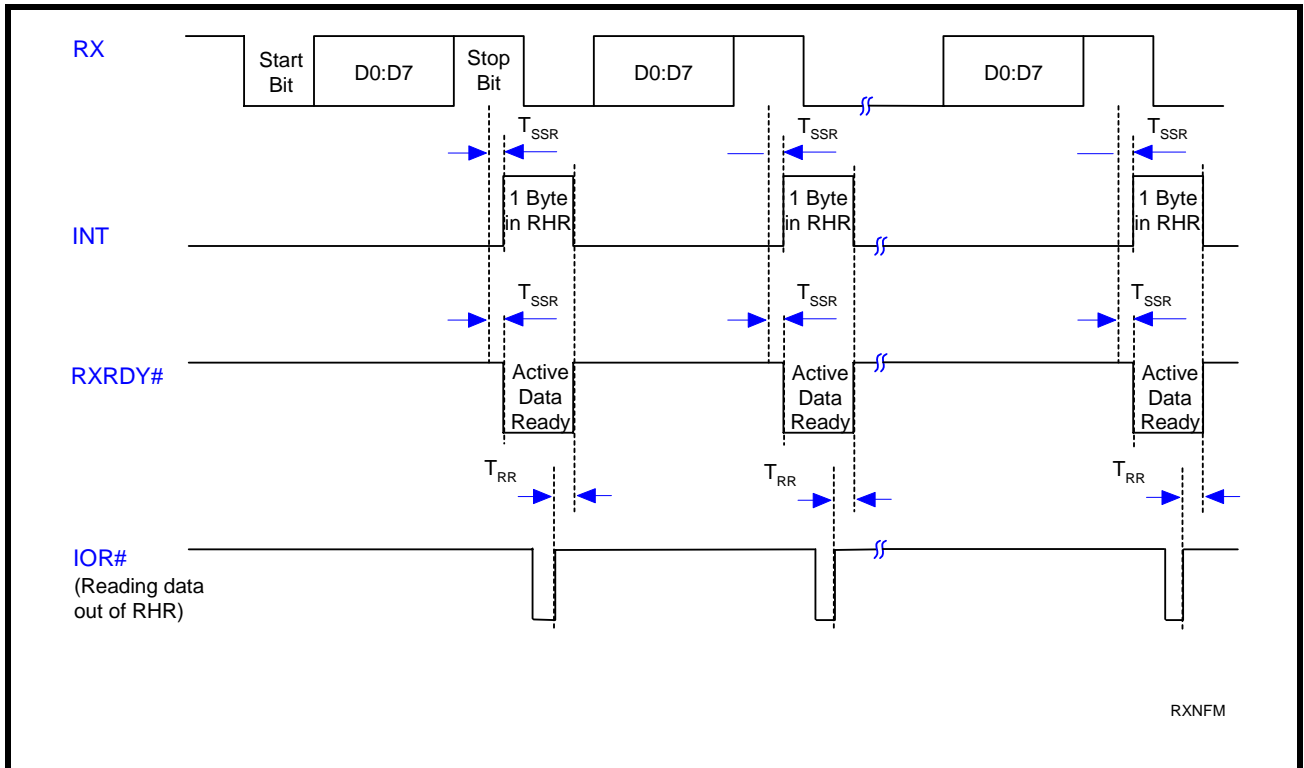 RX
Start
Bit
D0:D7
Stop
Bit
D0:D7
D0:D7
TSSR
TSSR
TSSR
INT
1 Byte
in RHR
1 Byte
in RHR
1 Byte
in RHR
TSSR
TSSR
TSSR
RXRDY#
Active
Data
Ready
Active
Data
Ready
Active
Data
Ready
TRR
TRR
TRR
IOR#
(Reading data
out of RHR)
RXNFM